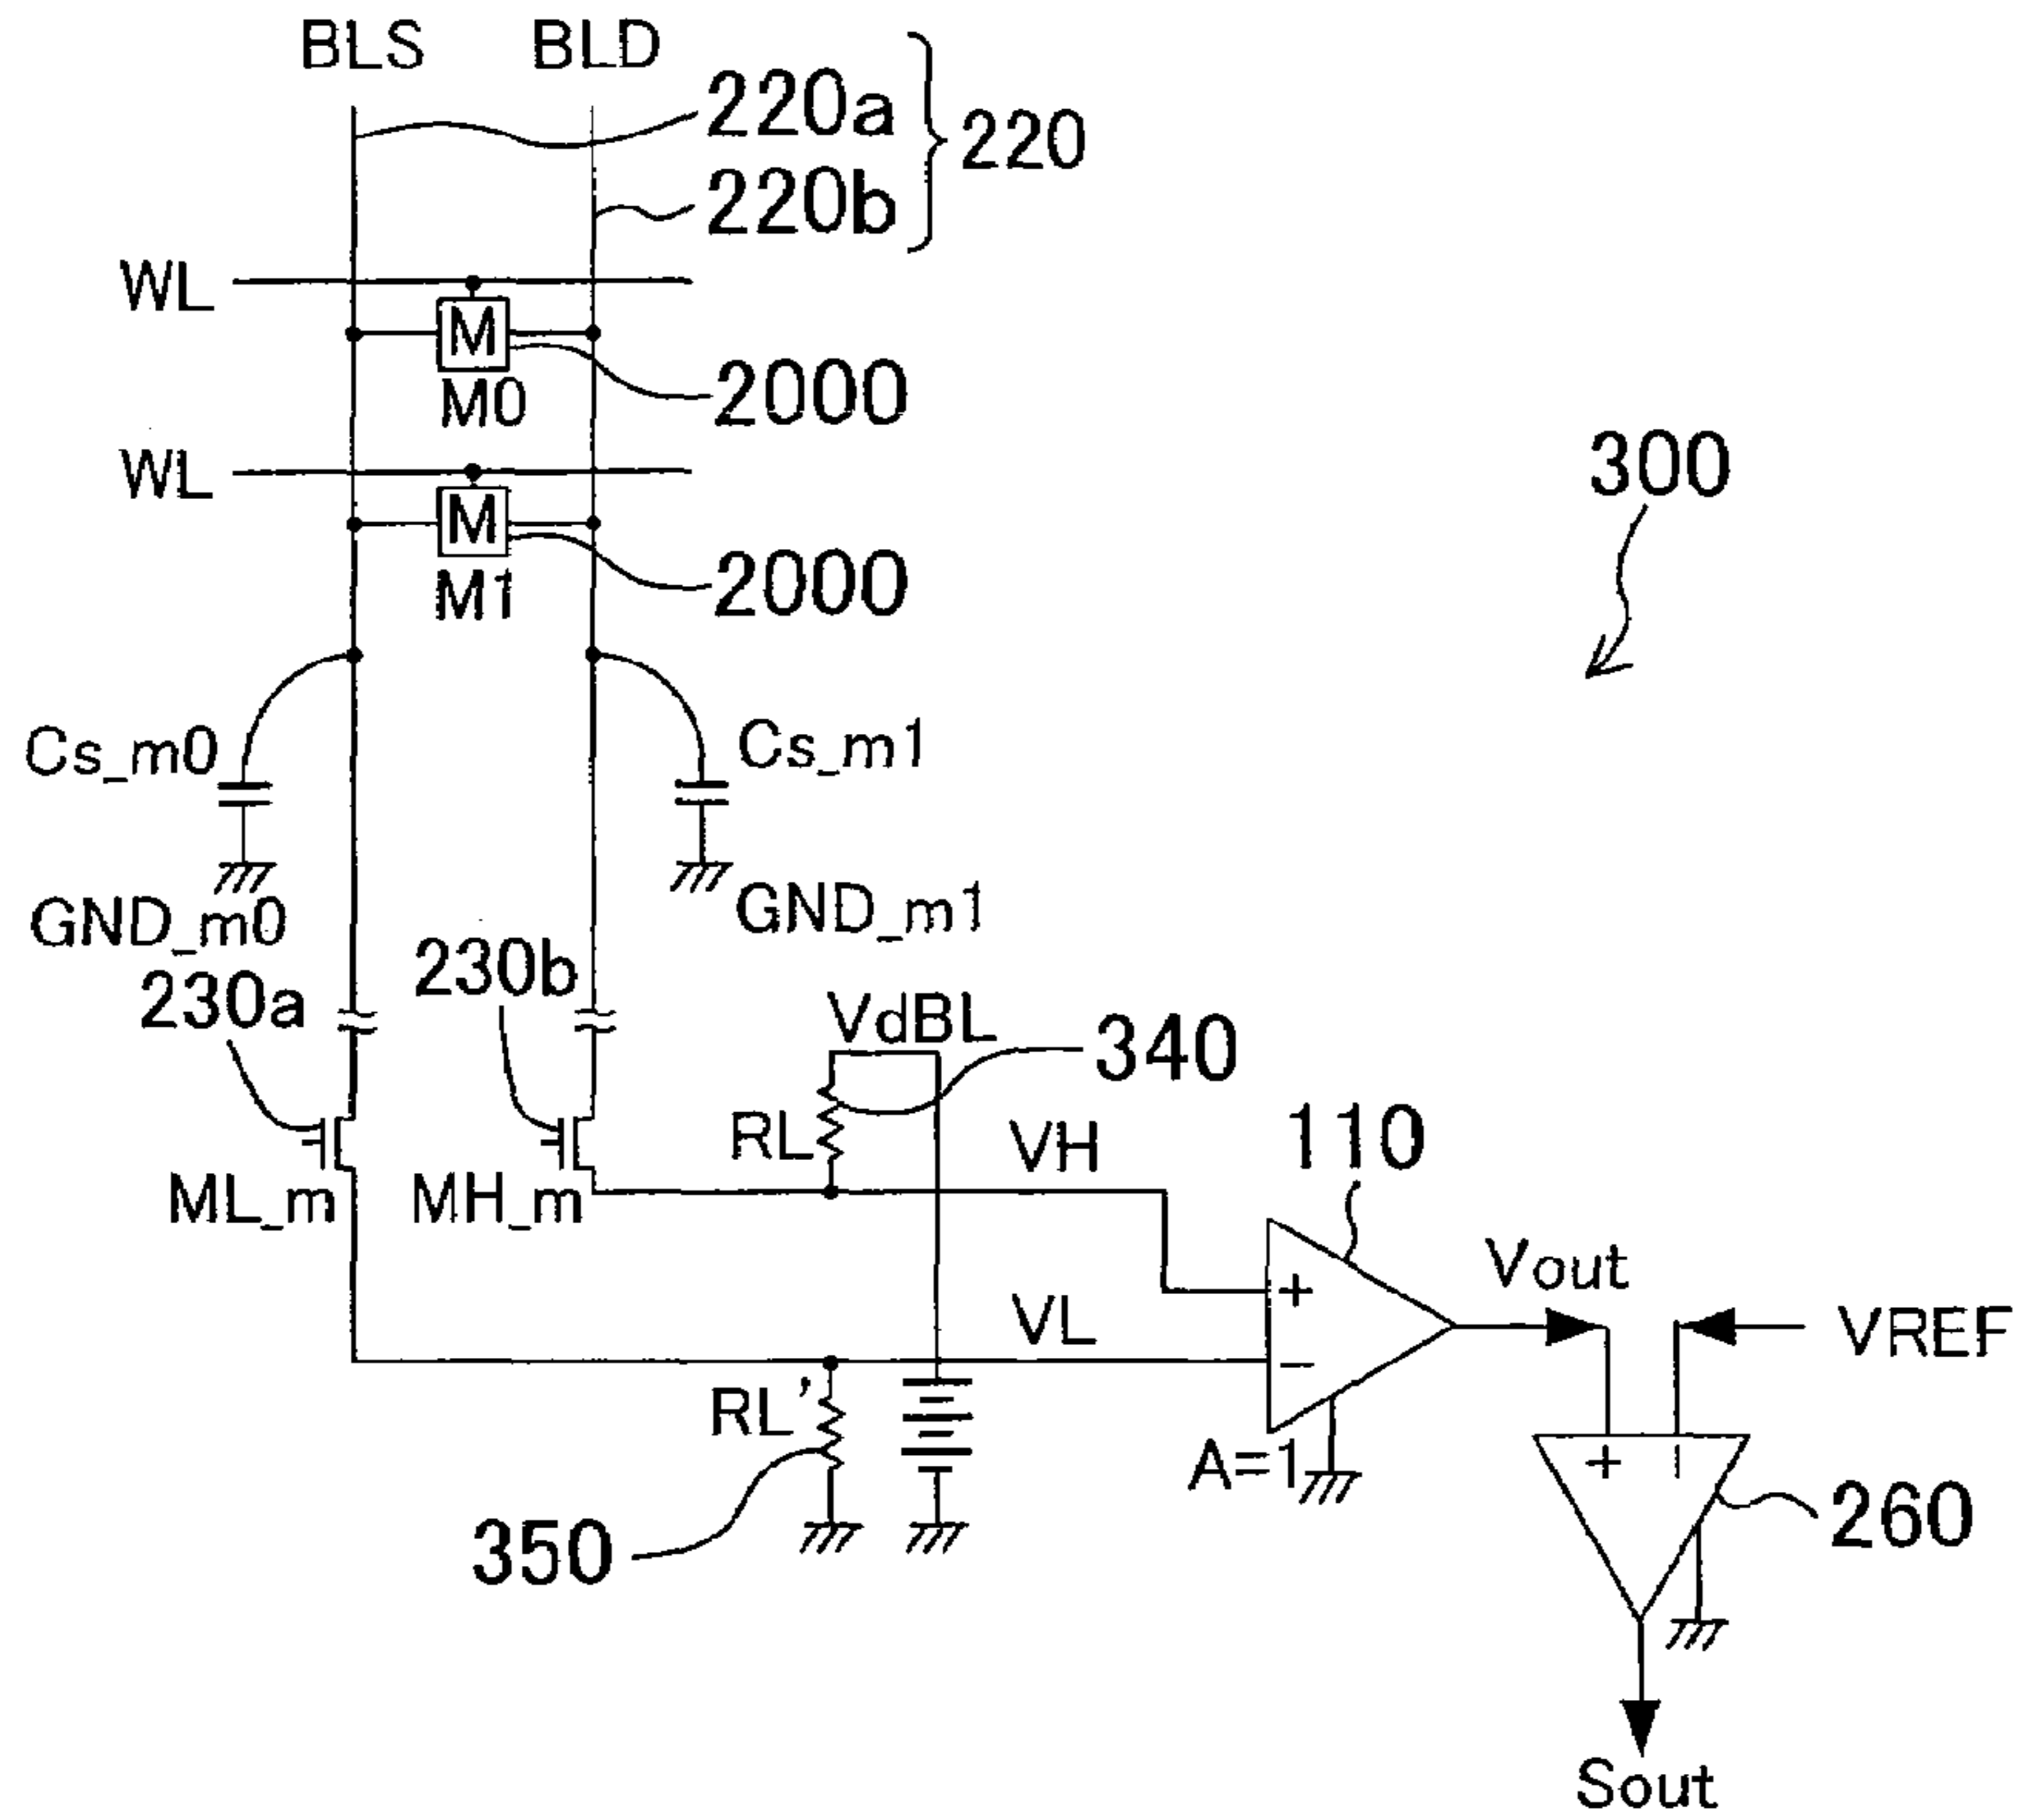 BLS
BLD
220a
220b
220
WL
M
M0
2000
WL
M
M1
2000
300
Cs_m0
Cs_m1
GND_m0
GND_m1
230a
230b
VdBL
340
RL
VH
110
ML_m
MH_m
+
Vout
VL
VREF
−
RL'
A=1
+
−
350
260
Sout